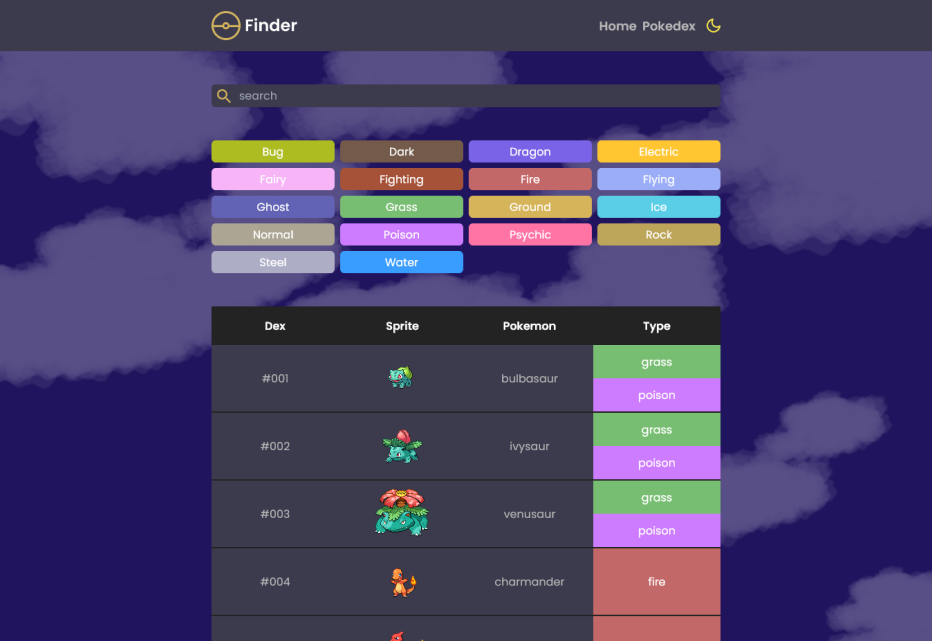 Finder Home Pokedex
search
Bug Dark Dragon Electric
Fairy Fighting Fire Flying
Ghost Grass Ground Ice
Normal Poison Psychic Rock
Steel Water
Dex Sprite Pokemon Type
grass
#001 bulbasaur
poison
grass
#002 ivysaur
poison
grass
#003 venusaur
poison
#004 charmander fire